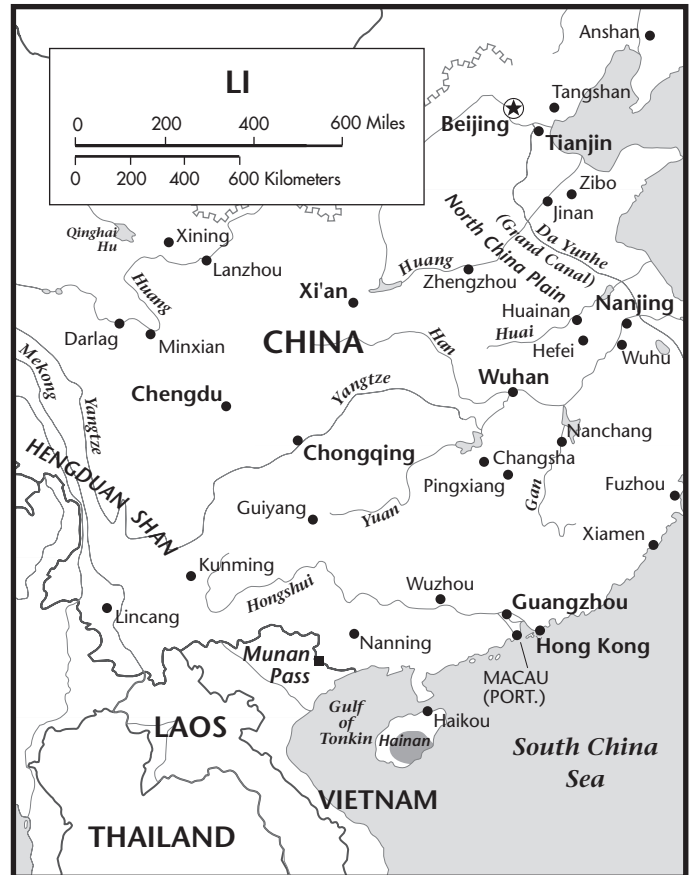 LI
0 200 400 600 Miles
0 200 400 600 Kilometers
Anshan
Tangshan
Beijing
Tianjin
Zibo
Jinan
North China Plain
Da Yunhe
(Grand Canal)
Qinghai
Hu
Xining
Lanzhou
Huang
Huang
Zhengzhou
Xi'an
Huainan
Nanjing
Huai
Darlag
Minxian
CHINA
Han
Hefei
Wuhu
Mekong
Yangtze
Chengdu
Yangtze
Wuhan
Chongqing
Nanchang
Changsha
Pingxiang
HENGDUAN SHAN
Guiyang
Yuan
Gan
Fuzhou
Xiamen
Kunming
Hongshui
Wuzhou
Guangzhou
Lincang
Nanning
Hong Kong
Munan
Pass
MACAU
(PORT.)
Gulf
of
Tonkin
Haikou
Hainan
LAOS
South China
Sea
VIETNAM
THAILAND